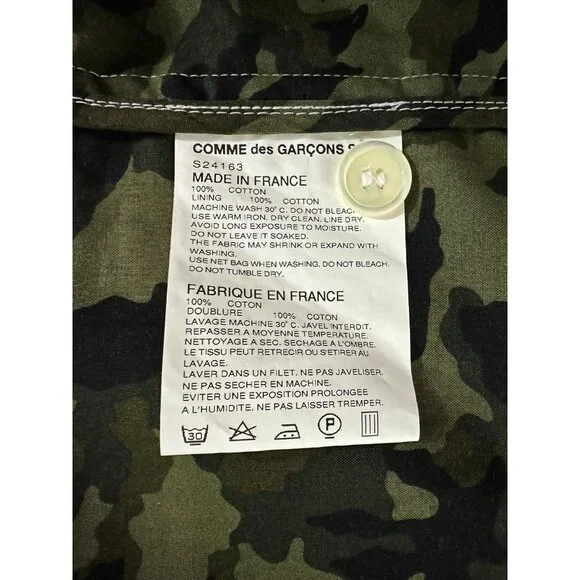 COMME des GARÇONS S
S24163
MADE IN FRANCE
100% COTTON
LINING 100% COTTON
MACHINE WASH 30°C. DO NOT BLEACH
USE WARM IRON. DRY CLEAN. LINE DRY.
AVOID LONG EXPOSURE TO MOISTURE.
DO NOT LEAVE IT SOAKED.
THE FABRIC MAY SHRINK OR EXPAND WITH
WASHING.
USE NET BAG WHEN WASHING. DO NOT BLEACH.
DO NOT TUMBLE DRY.
FABRIQUE EN FRANCE
100% COTON
DOUBLURE 100% COTON
LAVAGE MACHINE 30°C. JAVEL INTERDIT.
REPASSER A MOYENNE TEMPERATURE
NETTOYAGE A SEC. SECHAGE A L'OMBRE.
LE TISSU PEUT RETRECIR OU S'ETIRER AU
LAVAGE.
LAVER DANS UN FILET. NE PAS JAVELISER.
NE PAS SECHER EN MACHINE.
EVITER UNE EXPOSITION PROLONGEE
A L'HUMIDITE. NE PAS LAISSER TREMPER.
30 P